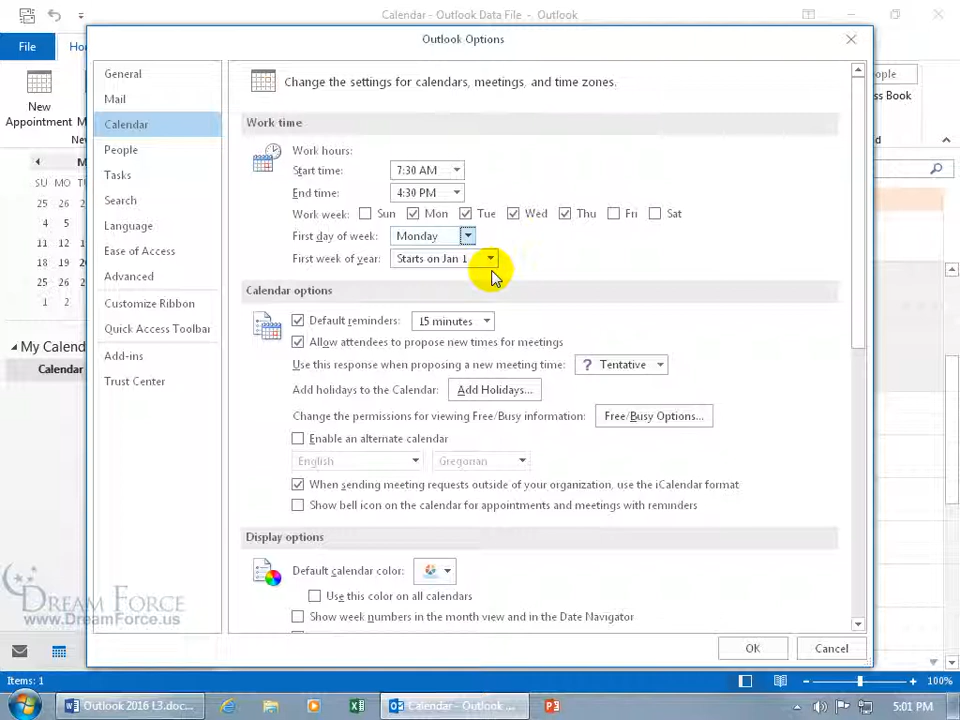 Calendar - Outlook Data File - Outlook
File
Outlook Options
New
Appointment
General
Mail
Calendar
People
Tasks
Search
Language
Ease of Access
Advanced
Customize Ribbon
Quick Access Toolbar
Add-ins
Trust Center
Change the settings for calendars, meetings, and time zones.
Work time
Work hours:
Start time: 7:30 AM
End time: 4:30 PM
Work week: Sun Mon Tue Wed Thu Fri Sat
First day of week: Monday
First week of year: Starts on Jan 1
Calendar options
Default reminders: 15 minutes
Allow attendees to propose new times for meetings
Use this response when proposing a new meeting time: ? Tentative
Add holidays to the Calendar: Add Holidays...
Change the permissions for viewing Free/Busy information: Free/Busy Options...
Enable an alternate calendar
English Gregorian
When sending meeting requests outside of your organization, use the iCalendar format
Show bell icon on the calendar for appointments and meetings with reminders
Display options
Default calendar color:
Use this color on all calendars
Show week numbers in the month view and in the Date Navigator
OK Cancel
SU MO
25 26
4 5
11 12
18 19
25 26
1 2
My Calend
Calendar
Dream Force
www.DreamForce.us
Items: 1
100%
Outlook 2016 L3.doc...
Calendar - Outlook ...
5:01 PM